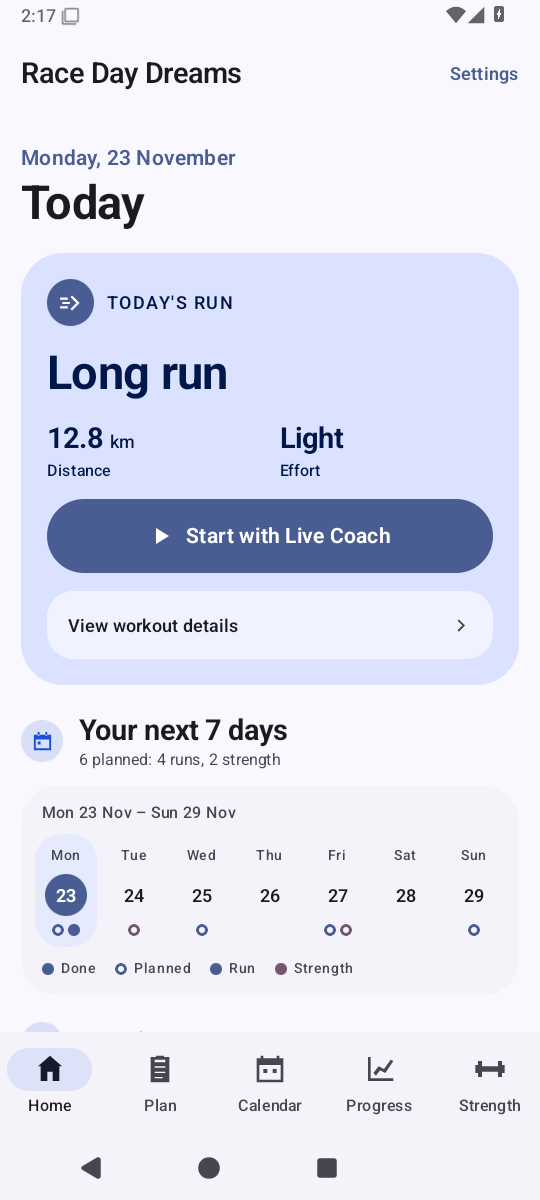 2:17
Race Day Dreams
Settings
Monday, 23 November
Today
TODAY'S RUN
Long run
12.8 km
Light
Distance
Effort
Start with Live Coach
View workout details
Your next 7 days
6 planned: 4 runs, 2 strength
Mon 23 Nov – Sun 29 Nov
Mon Tue Wed Thu Fri Sat Sun
23 24 25 26 27 28 29
Done Planned Run Strength
Home Plan Calendar Progress Strength